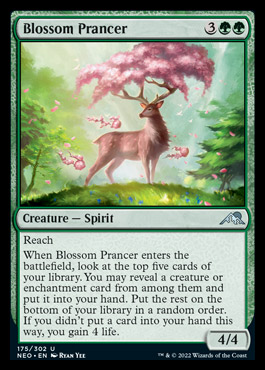 Blossom Prancer 3
Creature — Spirit
Reach
When Blossom Prancer enters the
battlefield, look at the top five cards of
your library. You may reveal a creature or
enchantment card from among them and
put it into your hand. Put the rest on the
bottom of your library in a random order.
If you didn't put a card into your hand this
way, you gain 4 life.
4/4
175/302 U
NEO • EN Ryan Yee ™ & © 2022 Wizards of the Coast